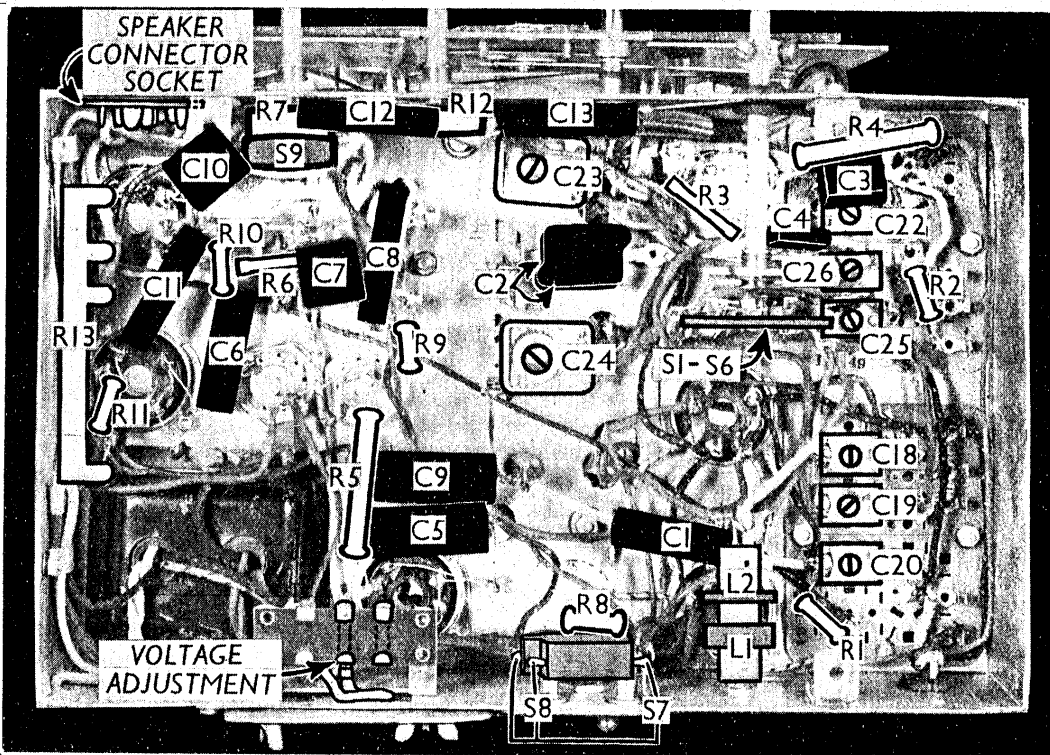 SPEAKER
CONNECTOR
SOCKET
R7
C12
R12
C13
R4
C10
S9
C23
R3
C3
C4
C22
R10
C11
R6
C7
C8
C2
C26
R2
R13
C6
R9
C24
S1-S6
C25
R11
R5
C9
C18
C5
C1
C19
L2
C20
R8
L1
R1
VOLTAGE
ADJUSTMENT
S8
S7